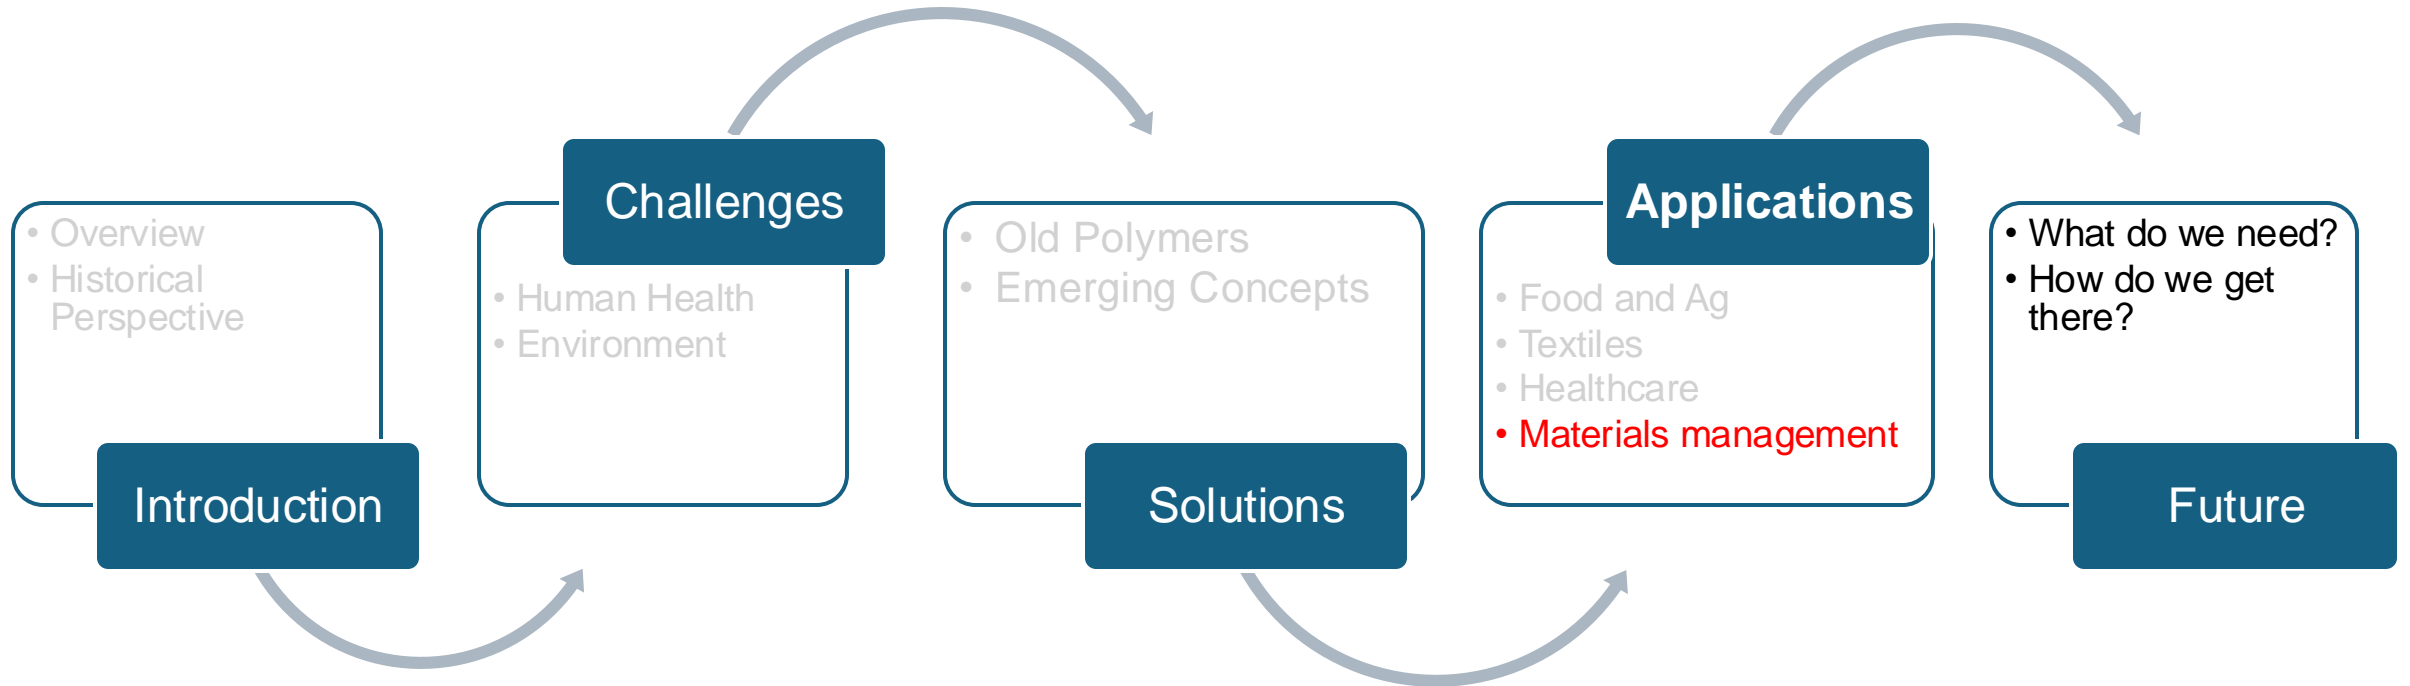 • Overview
• Historical
Perspective
Introduction
Challenges
• Human Health
• Environment
• Old Polymers
• Emerging Concepts
Solutions
Applications
• Food and Ag
• Textiles
• Healthcare
• Materials management
• What do we need?
• How do we get
there?
Future